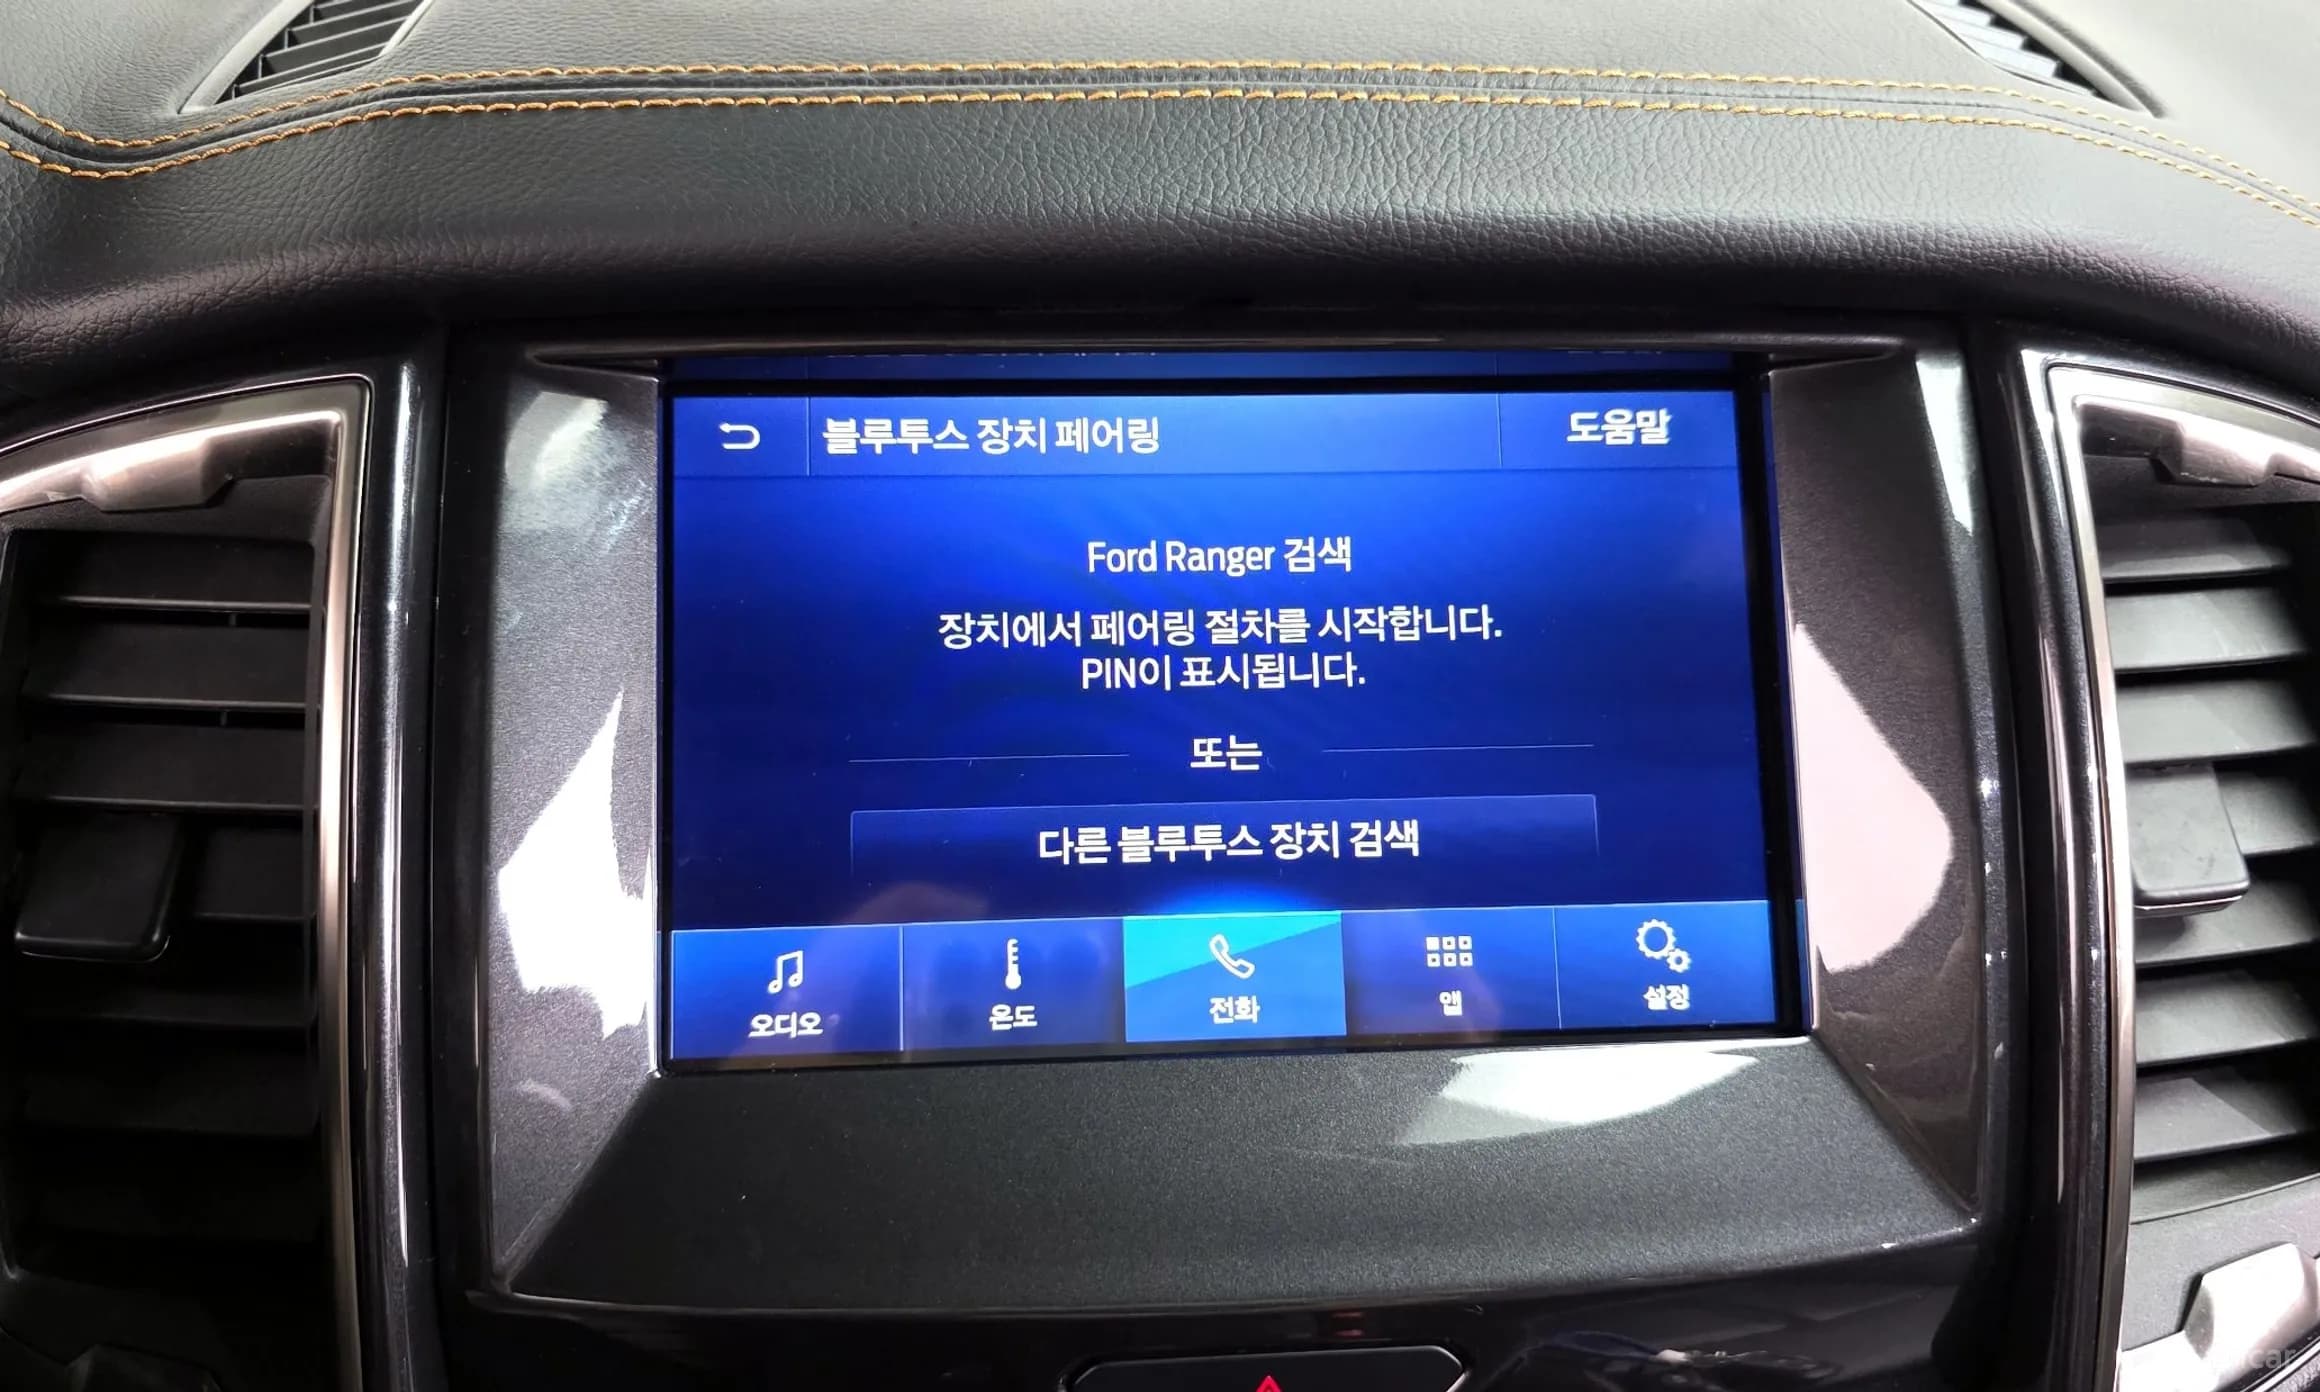 블루투스 장치 페어링
도움말
Ford Ranger 검색
장치에서 페어링 절차를 시작합니다.
PIN이 표시됩니다.
또는
다른 블루투스 장치 검색
오디오
온도
전화
앱
설정